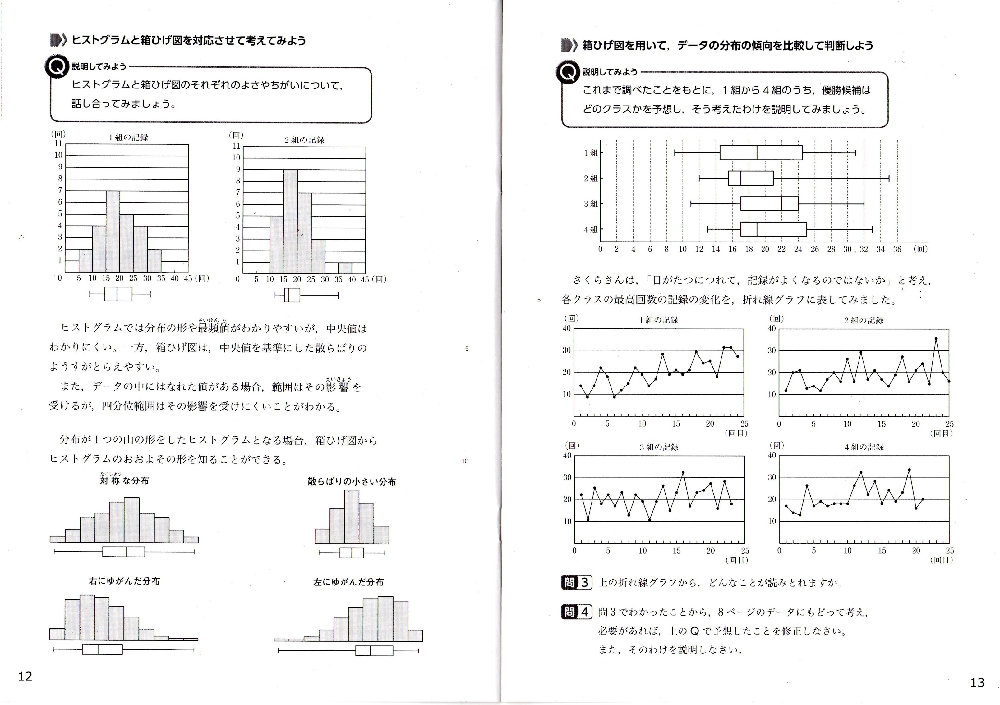 ヒストグラムと箱ひげ図を対応させて考えてみよう
Q 説明してみよう
ヒストグラムと箱ひげ図のそれぞれのよさやちがいについて，
話し合ってみましょう。
(回) 1組の記録
11
10
9
8
7
6
5
4
3
2
1
0 5 10 15 20 25 30 35 40 45 (回)
(回) 2組の記録
11
10
9
8
7
6
5
4
3
2
1
0 5 10 15 20 25 30 35 40 45 (回)
さいひん ち
ヒストグラムでは分布の形や最頻値がわかりやすいが，中央値は
わかりにくい。一方，箱ひげ図は，中央値を基準にした散らばりの
5
ようすがとらえやすい。
えいきょう
また，データの中にはなれた値がある場合，範囲はその影響を
受けるが，四分位範囲はその影響を受けにくいことがわかる。
分布が1つの山の形をしたヒストグラムとなる場合，箱ひげ図から
ヒストグラムのおおよその形を知ることができる。
10
たいしょう
対称な分布
散らばりの小さい分布
右にゆがんだ分布
左にゆがんだ分布
12
箱ひげ図を用いて，データの分布の傾向を比較して判断しよう
Q 説明してみよう
これまで調べたことをもとに，1組から4組のうち，優勝候補は
どのクラスかを予想し，そう考えたわけを説明してみましょう。
1組
2組
3組
4組
0 2 4 6 8 10 12 14 16 18 20 22 24 26 28 30 32 34 36 (回)
さくらさんは，「日がたつにつれて，記録がよくなるのではないか」と考え，
5
各クラスの最高回数の記録の変化を，折れ線グラフに表してみました。
(回) 1組の記録
40
30
20
10
0 5 10 15 20 25
(回目)
(回) 2組の記録
40
30
20
10
0 5 10 15 20 25
(回目)
(回) 3組の記録
40
30
20
10
0 5 10 15 20 25
(回目)
(回) 4組の記録
40
30
20
10
0 5 10 15 20 25
(回目)
問3 上の折れ線グラフから，どんなことが読みとれますか。
問4 問3でわかったことから，8ページのデータにもどって考え，
必要があれば，上のQで予想したことを修正しなさい。
また，そのわけを説明しなさい。
13